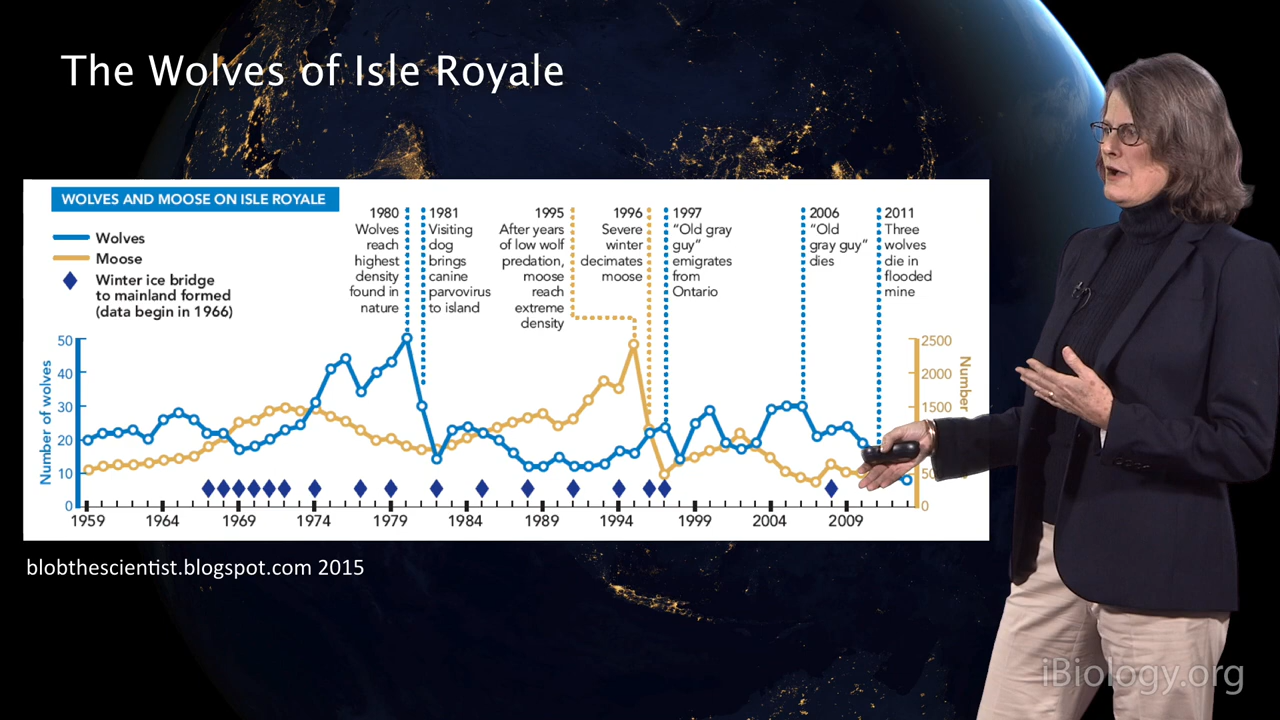 The Wolves of Isle Royale
WOLVES AND MOOSE ON ISLE ROYALE
Wolves
Moose
Winter ice bridge
to mainland formed
(data begin in 1966)
1980
Wolves
reach
highest
density
found in
nature
1981
Visiting
dog
brings
canine
parvovirus
to island
1995
After years
of low wolf
predation,
moose
reach
extreme
density
1996
Severe
winter
decimates
moose
1997
“Old gray
guy”
emigrates
from
Ontario
2006
“Old
gray guy”
dies
2011
Three
wolves
die in
flooded
mine
Number of wolves
50
40
30
20
10
0
2500
2000
1500
0
Number
1959
1964
1969
1974
1979
1984
1989
1994
1999
2004
2009
blobthescientist.blogspot.com 2015
iBiology.org